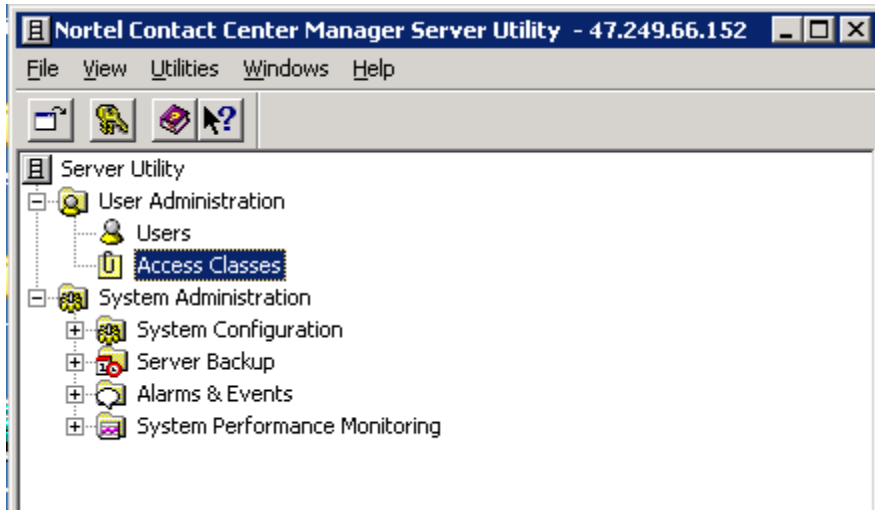 Nortel Contact Center Manager Server Utility - 47.249.66.152
File View Utilities Windows Help
Server Utility
User Administration
Users
Access Classes
System Administration
System Configuration
Server Backup
Alarms & Events
System Performance Monitoring